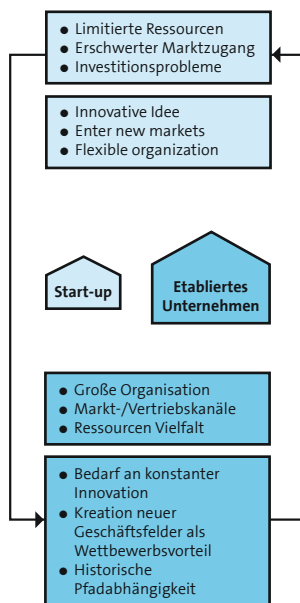 ● Limitierte Ressourcen
● Erschwerter Marktzugang
● Investitionsprobleme
● Innovative Idee
● Enter new markets
● Flexible organization
Start-up
Etabliertes
Unternehmen
● Große Organisation
● Markt-/Vertriebskanäle
● Ressourcen Vielfalt
● Bedarf an konstanter
Innovation
● Kreation neuer
Geschäftsfelder als
Wettbewerbsvorteil
● Historische
Pfadabhängigkeit